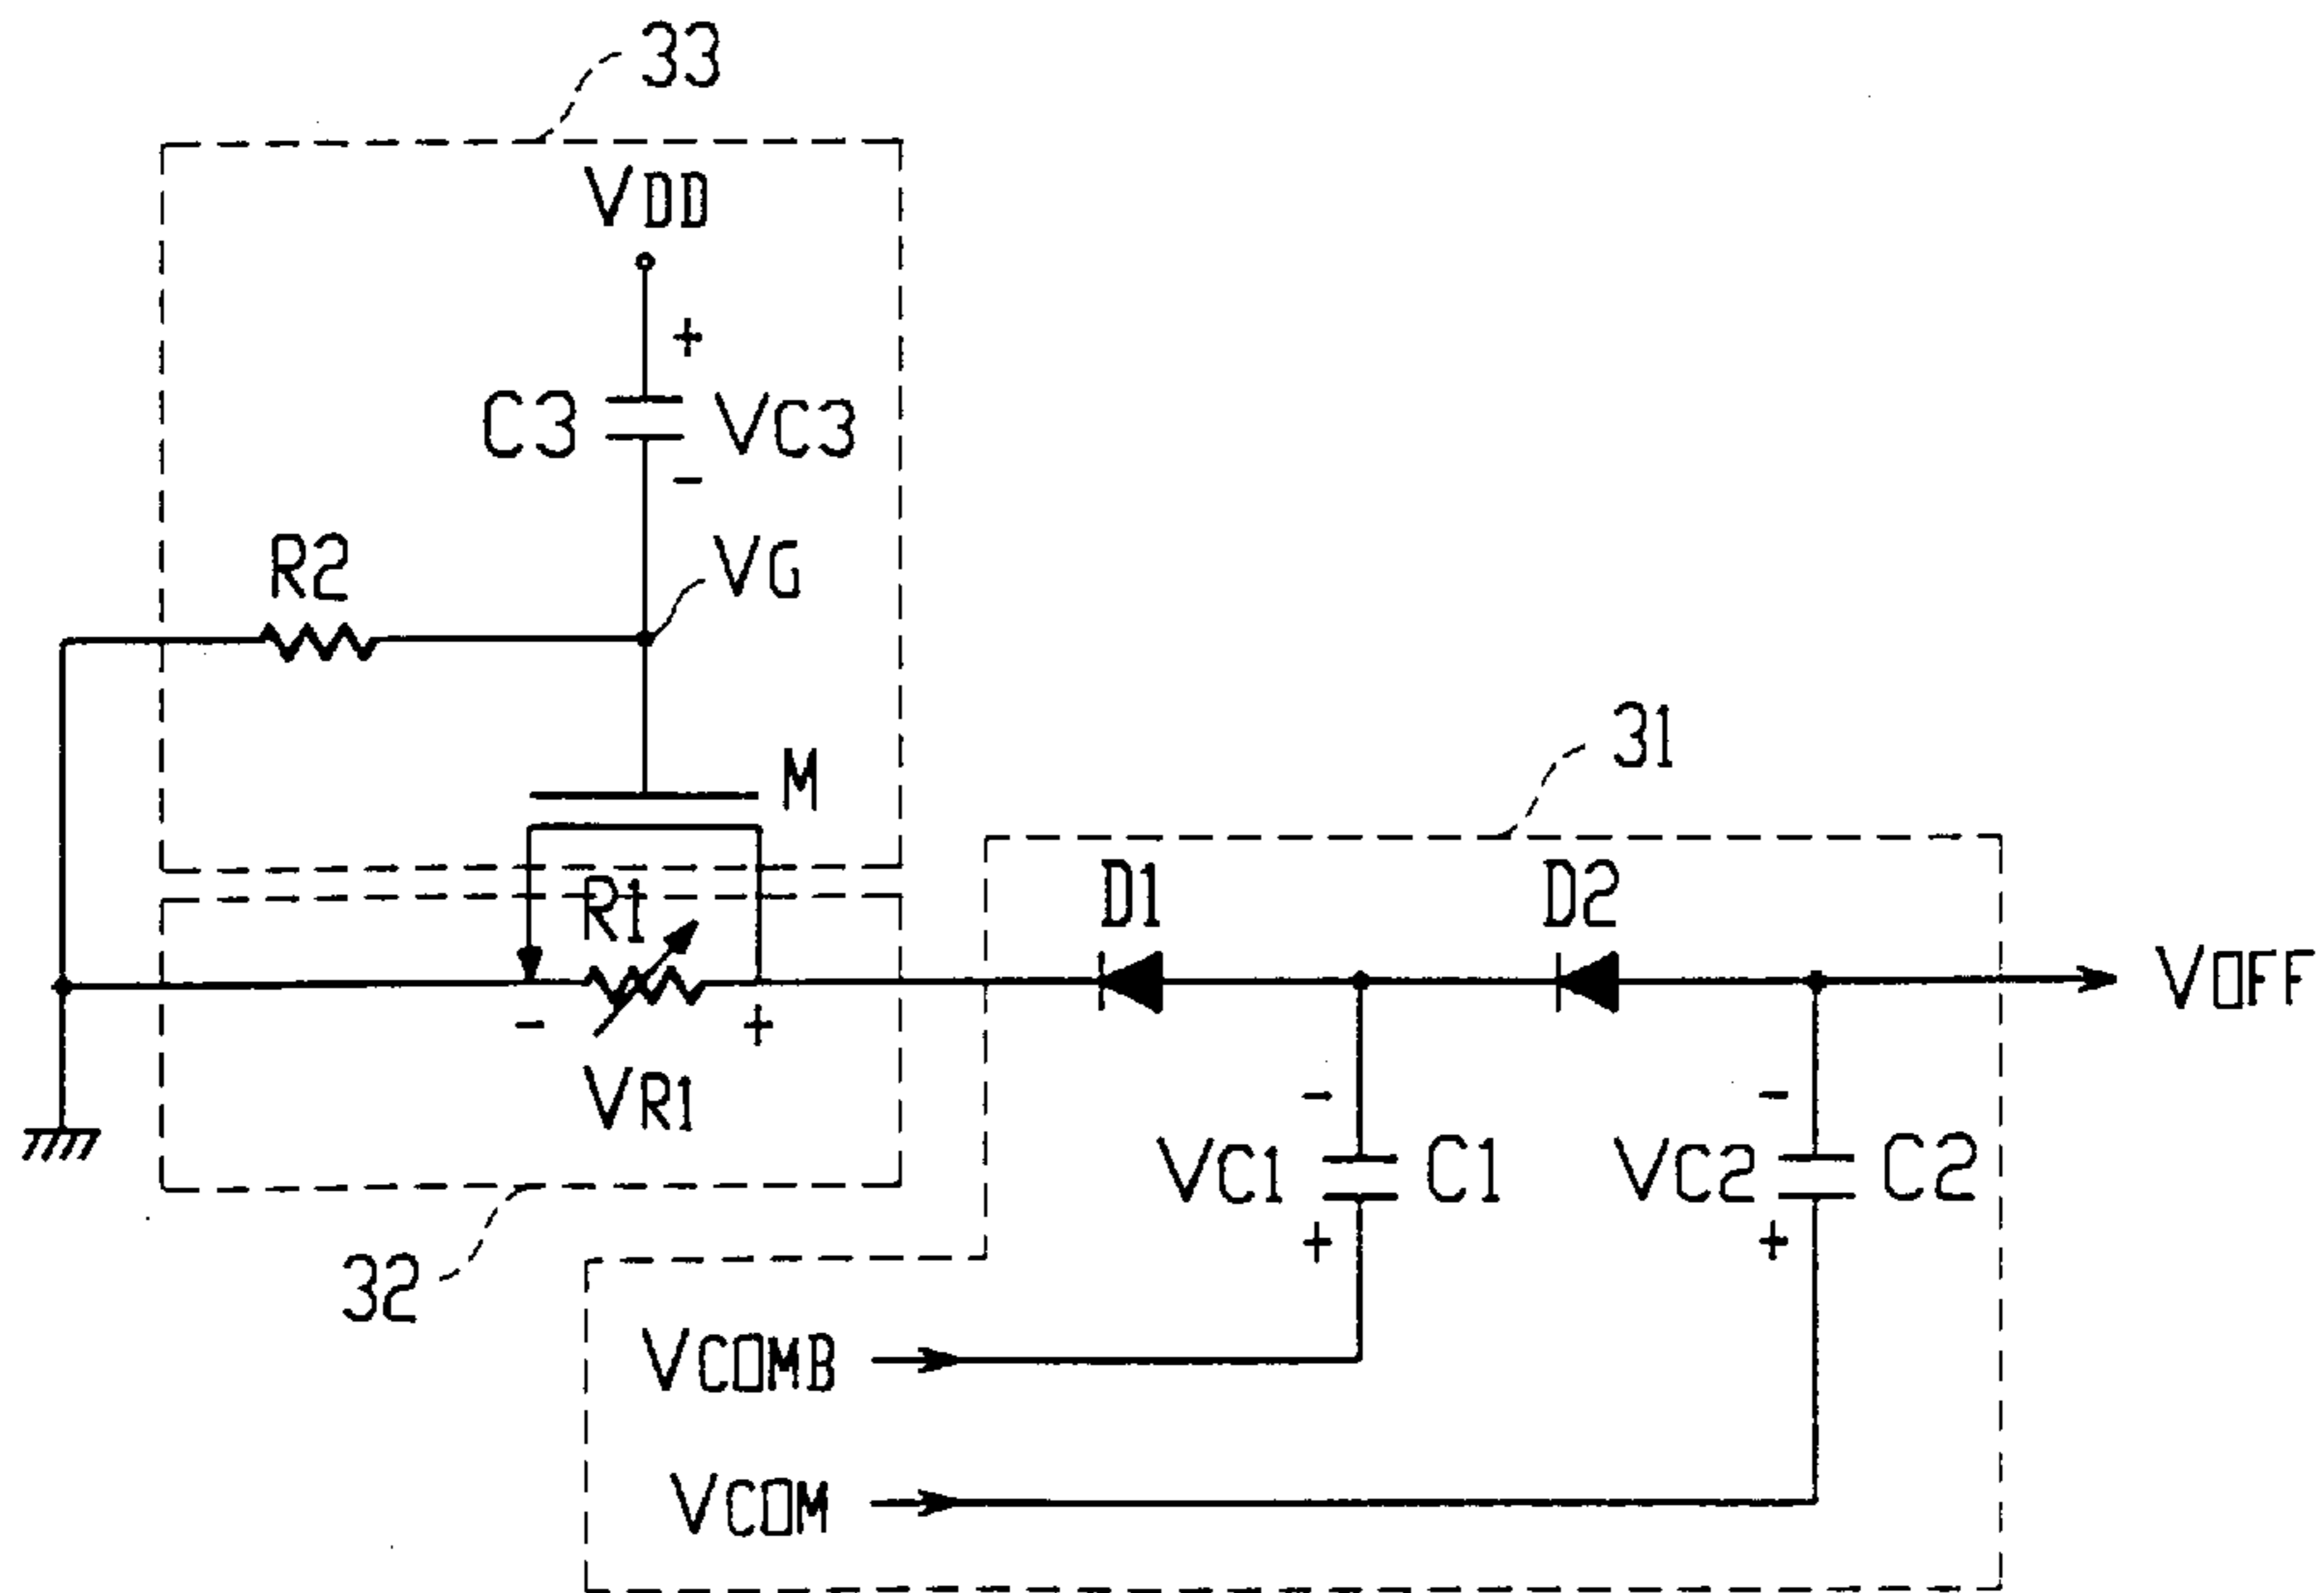 33
VDD
+
C3
VC3
-
R2
VG
M
31
R1
D1
D2
VOFF
-
+
VR1
-
-
VC1
C1
VC2
C2
+
+
32
VCOMB
VCOM